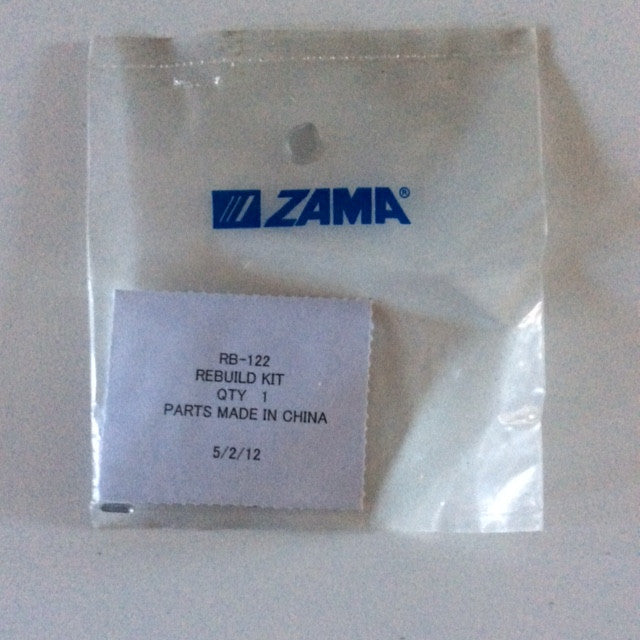 ZAMA®
RB-122
REBUILD KIT
QTY 1
PARTS MADE IN CHINA
5/2/12